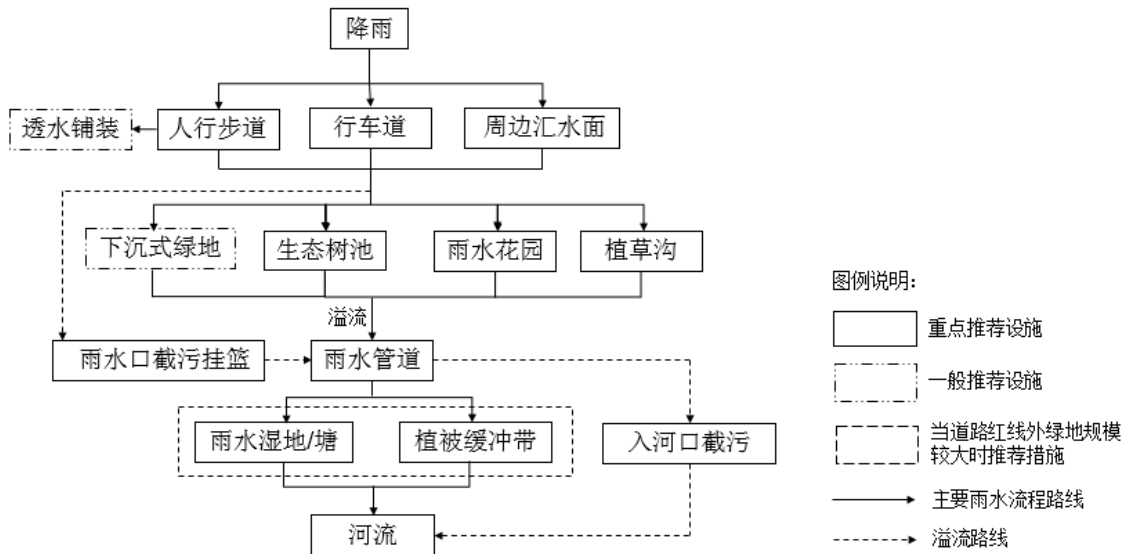 降雨
透水铺装
人行步道
行车道
周边汇水面
下沉式绿地
生态树池
雨水花园
植草沟
溢流
雨水口截污挂篮
雨水管道
雨水湿地/塘
植被缓冲带
入河口截污
河流
图例说明：
重点推荐设施
一般推荐设施
当道路红线外绿地规模
较大时推荐措施
主要雨水流程路线
溢流路线